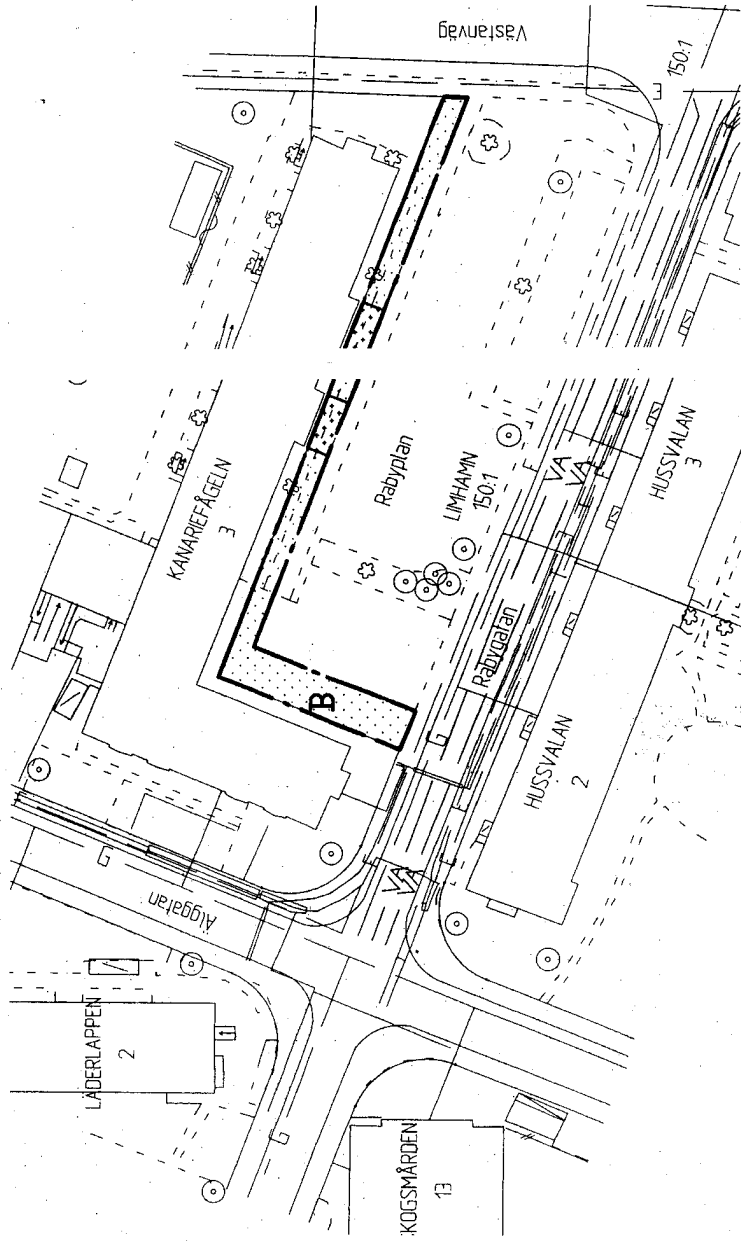 Västanväg
150:1
KANARIEFÅGELN
3
Rabyplan
LIMHAMN
150:1
VA
VA
HUSSVALAN
3
B
G
Rabygatan
HUSSVALAN
2
G
Älggatan
VA
LÄDERLAPPEN
2
G
KOGSMÅRDEN
13